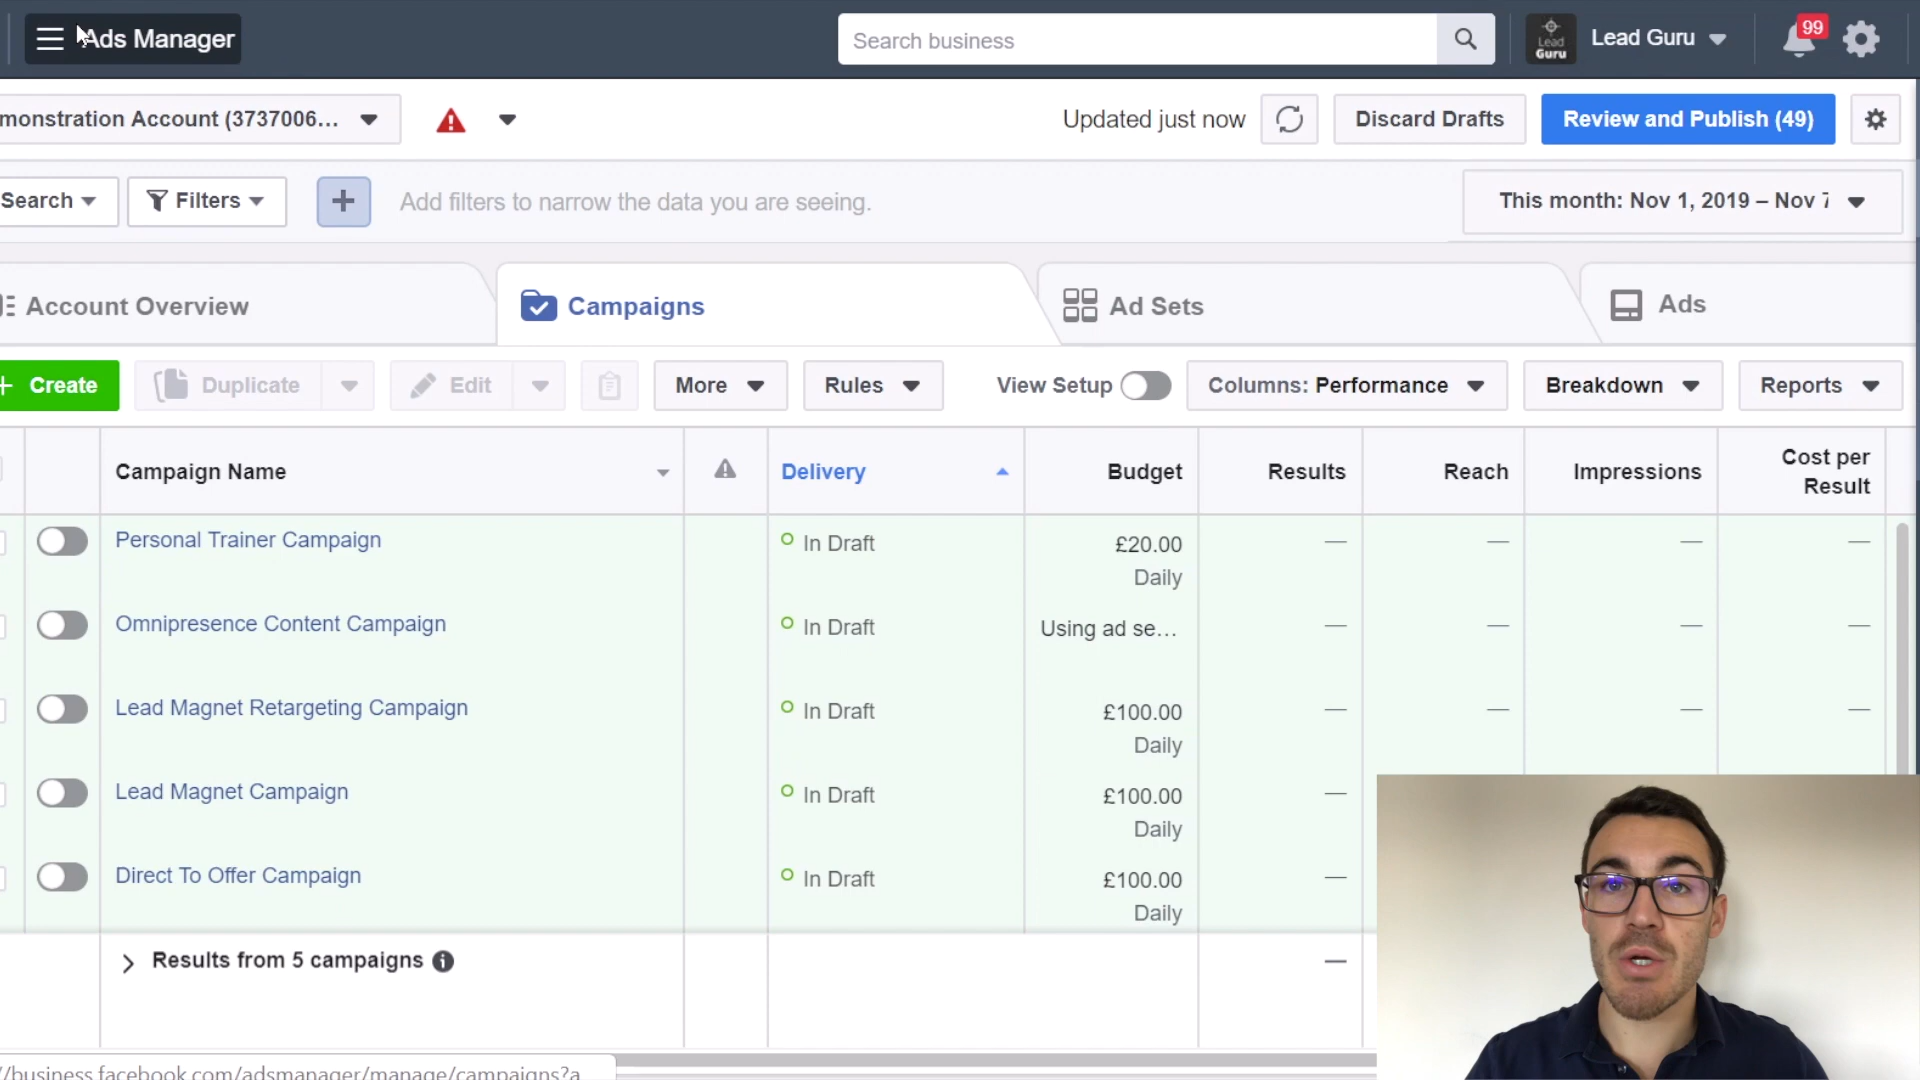 Ads Manager
Search business
Lead Guru
Lead Guru
99
monstration Account (3737006...
Updated just now
Discard Drafts
Review and Publish (49)
Search
Filters
Add filters to narrow the data you are seeing.
This month: Nov 1, 2019 – Nov 7
Account Overview
Campaigns
Ad Sets
Ads
+ Create
Duplicate
Edit
More
Rules
View Setup
Columns: Performance
Breakdown
Reports
Campaign Name
Delivery
Budget
Results
Reach
Impressions
Cost per
Result
Personal Trainer Campaign
In Draft
£20.00
Daily
— — — —
Omnipresence Content Campaign
In Draft
Using ad se...
— — — —
Lead Magnet Retargeting Campaign
In Draft
£100.00
Daily
— — — —
Lead Magnet Campaign
In Draft
£100.00
Daily
—
Direct To Offer Campaign
In Draft
£100.00
Daily
—
Results from 5 campaigns
—
//business.facebook.com/adsmanager/manage/campaigns?a